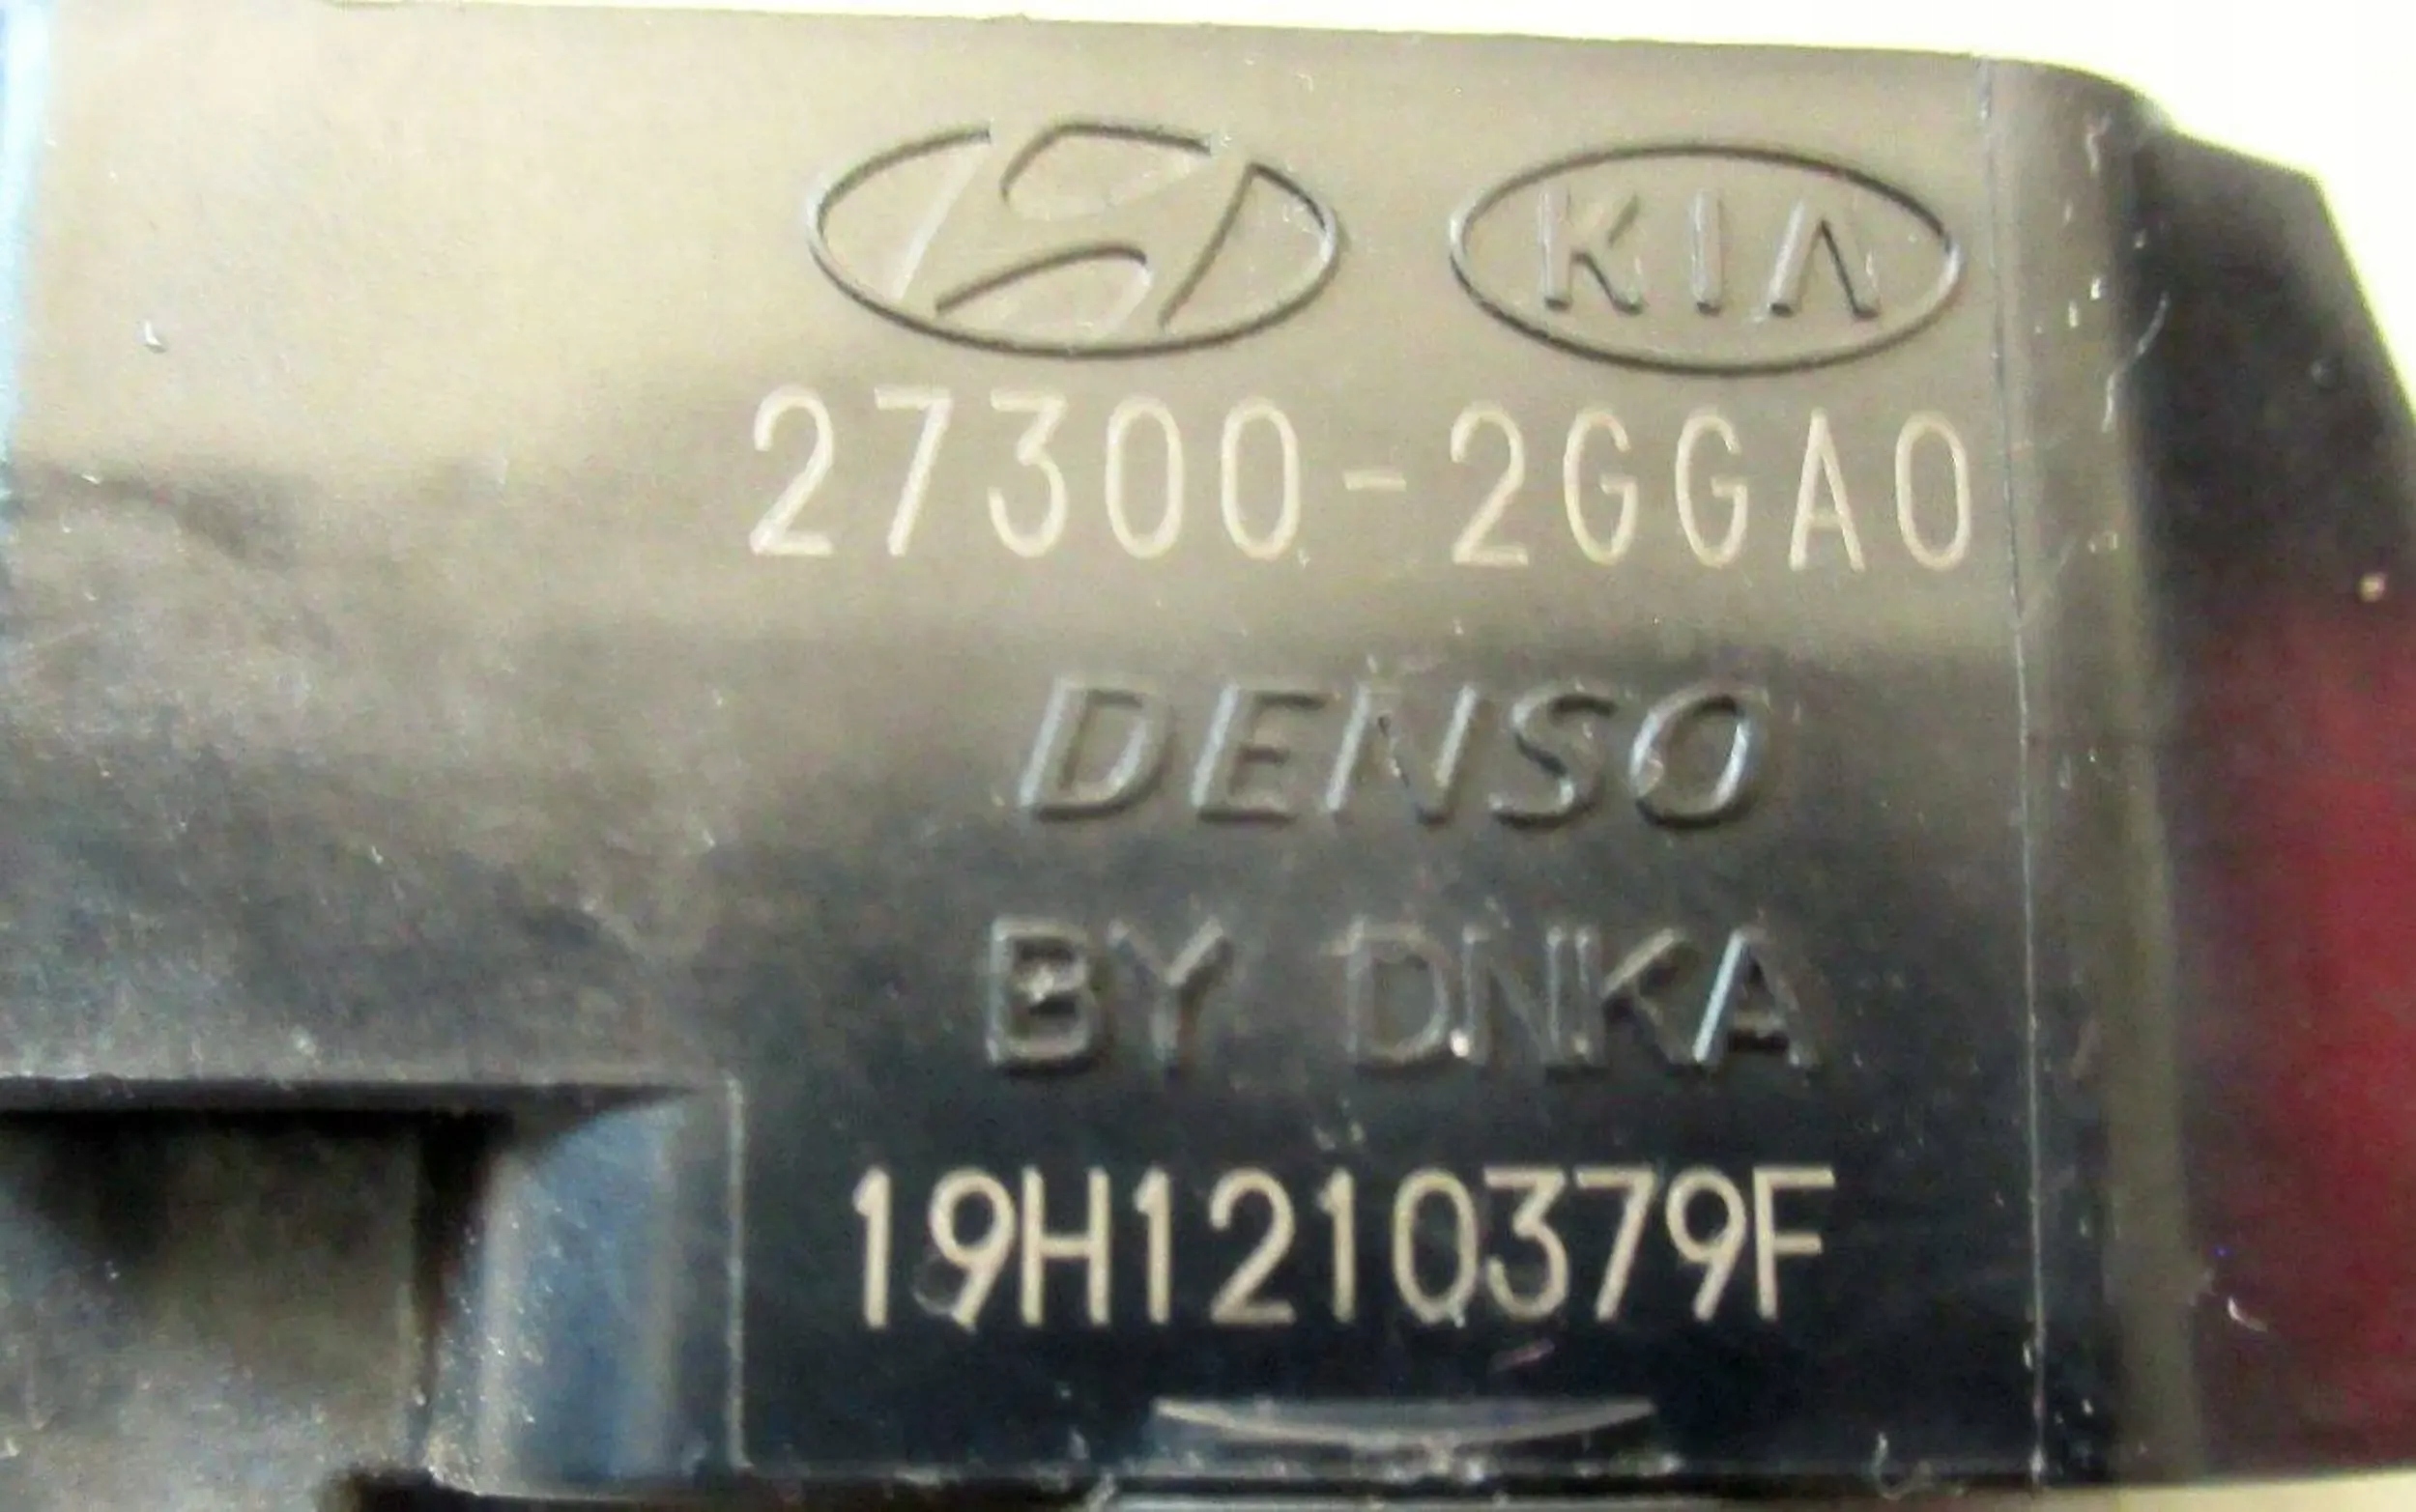 KIA
27300-2GGA0
DENSO
BY DNKA
19H1210379F